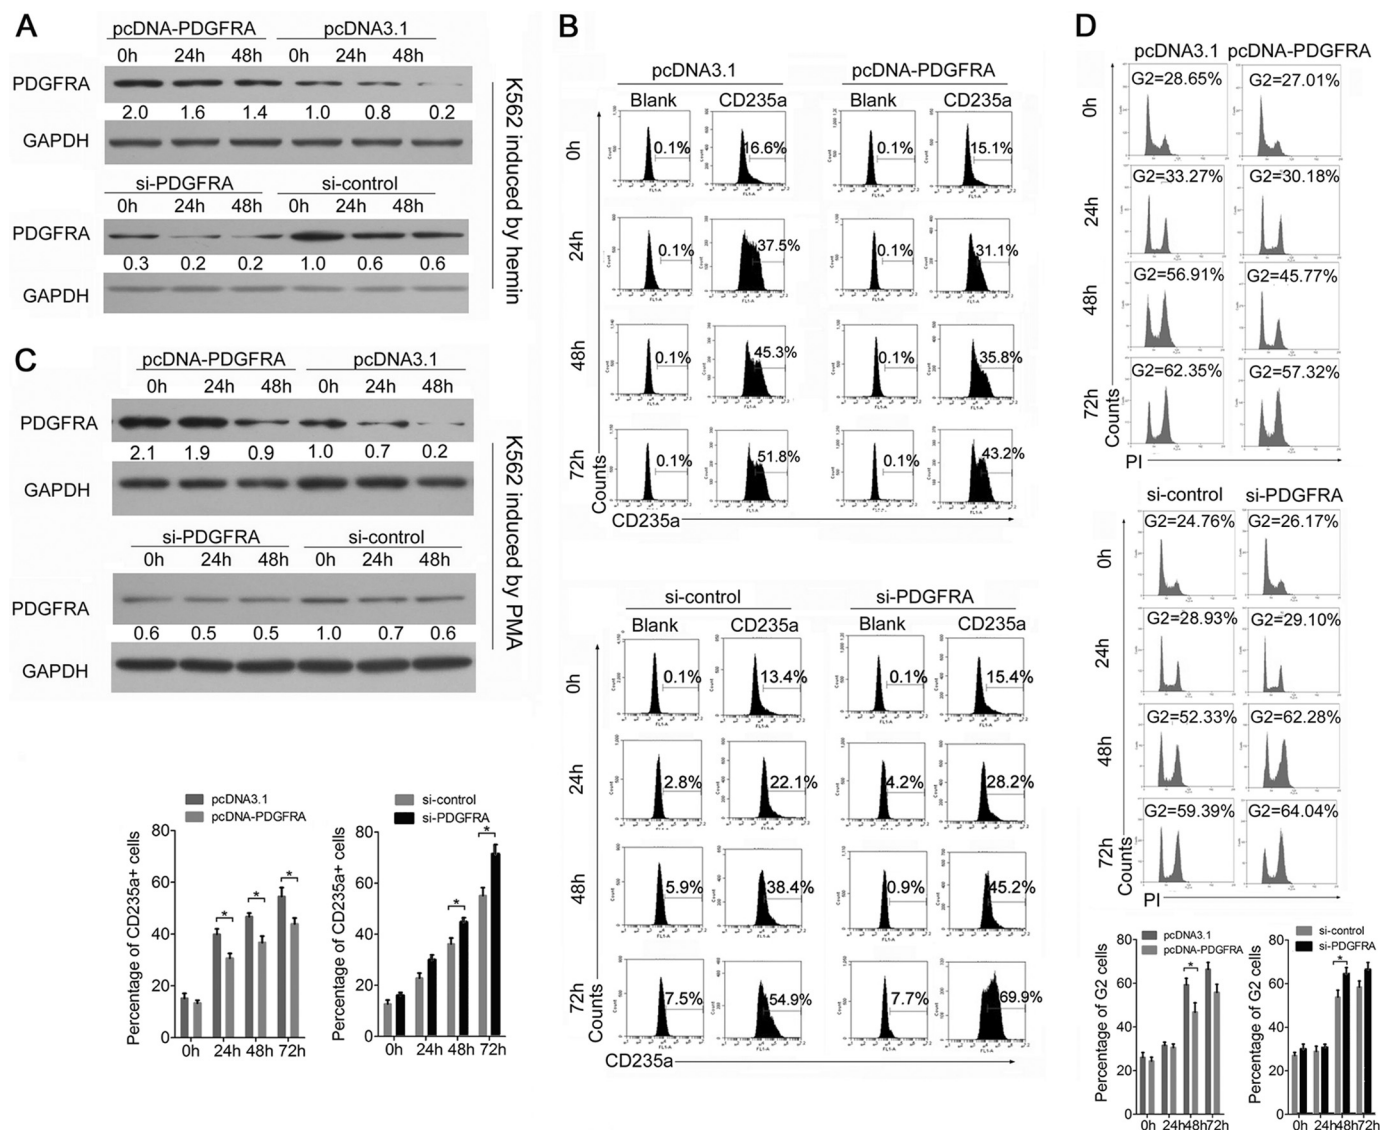 A
pcDNA-PDGFRA pcDNA3.1
0h 24h 48h 0h 24h 48h
PDGFRA
2.0 1.6 1.4 1.0 0.8 0.2
GAPDH
si-PDGFRA si-control
0h 24h 48h 0h 24h 48h
PDGFRA
0.3 0.2 0.2 1.0 0.6 0.6
GAPDH
K562 induced by hemin
C
pcDNA-PDGFRA pcDNA3.1
0h 24h 48h 0h 24h 48h
PDGFRA
2.1 1.9 0.9 1.0 0.7 0.2
GAPDH
si-PDGFRA si-control
0h 24h 48h 0h 24h 48h
PDGFRA
0.6 0.5 0.5 1.0 0.7 0.6
GAPDH
K562 induced by PMA
B
pcDNA3.1 pcDNA-PDGFRA
Blank CD235a Blank CD235a
0h
0.1% 16.6% 0.1% 15.1%
24h
0.1% 37.5% 0.1% 31.1%
48h
0.1% 45.3% 0.1% 35.8%
72h
0.1% 51.8% 0.1% 43.2%
Counts
CD235a
si-control si-PDGFRA
Blank CD235a Blank CD235a
0h
0.1% 13.4% 0.1% 15.4%
24h
2.8% 22.1% 4.2% 28.2%
48h
5.9% 38.4% 0.9% 45.2%
72h
7.5% 54.9% 7.7% 69.9%
Counts
CD235a
pcDNA3.1
pcDNA-PDGFRA
Percentage of CD235a+ cells
80
60
40
20
0
* * *
0h 24h 48h 72h
si-control
si-PDGFRA
Percentage of CD235a+ cells
80
60
40
20
0
* *
0h 24h 48h 72h
D
pcDNA3.1 pcDNA-PDGFRA
0h
G2=28.65% G2=27.01%
24h
G2=33.27% G2=30.18%
48h
G2=56.91% G2=45.77%
72h
G2=62.35% G2=57.32%
Counts
PI
si-control si-PDGFRA
0h
G2=24.76% G2=26.17%
24h
G2=28.93% G2=29.10%
48h
G2=52.33% G2=62.28%
72h
G2=59.39% G2=64.04%
Counts
PI
pcDNA3.1
pcDNA-PDGFRA
Percentage of G2 cells
80
60
40
20
0
*
0h 24h48h72h
si-control
si-PDGFRA
Percentage of G2 cells
80
60
40
20
0
*
0h 24h48h72h